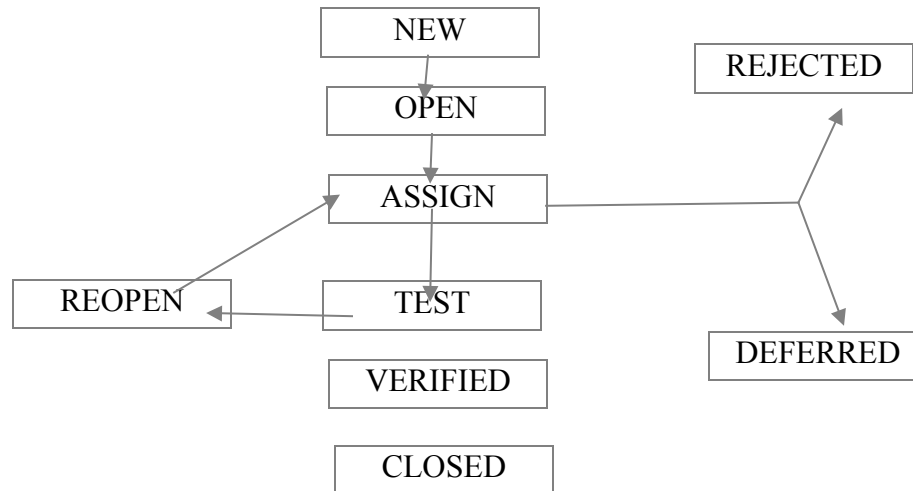 NEW
REJECTED
OPEN
ASSIGN
REOPEN
TEST
DEFERRED
VERIFIED
CLOSED